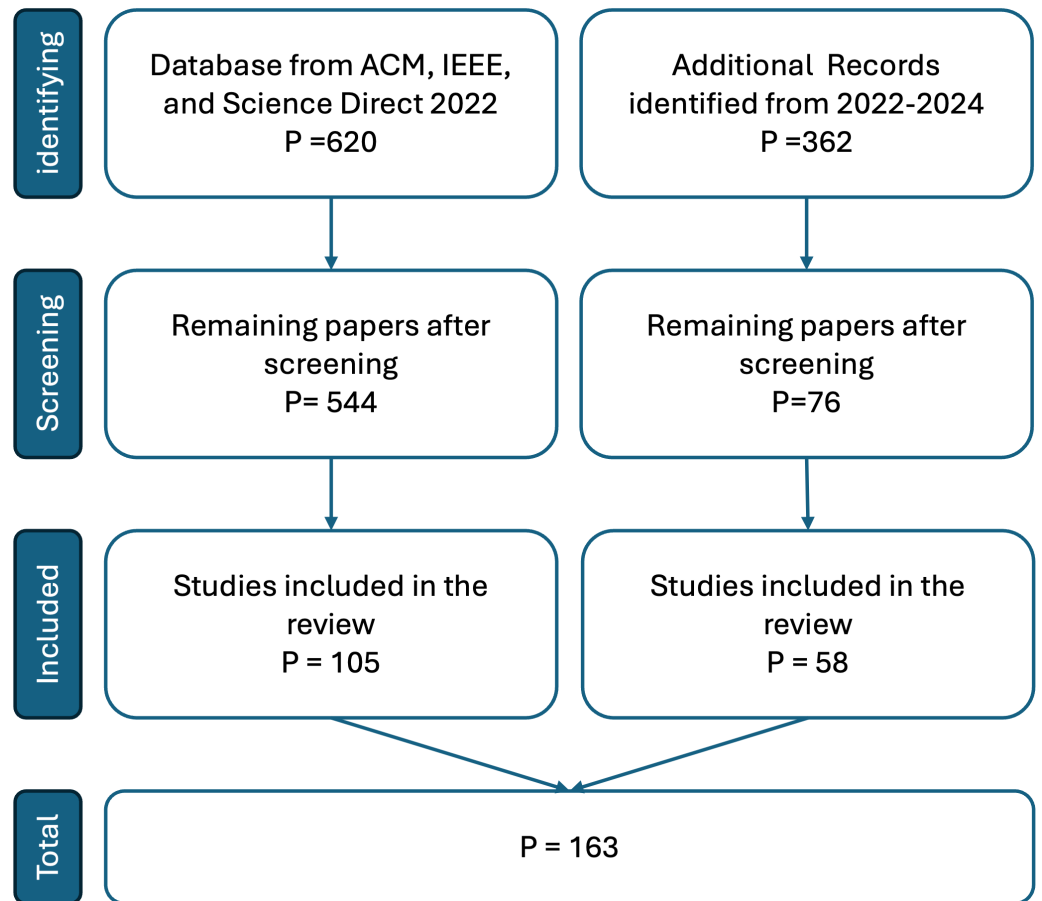 identifying
Database from ACM, IEEE,
and Science Direct 2022
P =620
Additional  Records
identified from 2022-2024
P =362
Screening
Remaining papers after
screening
P= 544
Remaining papers after
screening
P=76
Included
Studies included in the
review
P = 105
Studies included in the
review
P = 58
Total
P = 163